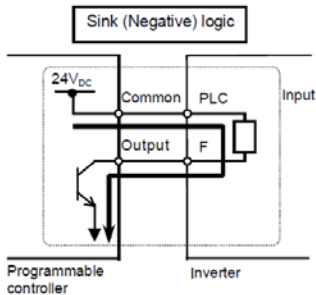 Sink (Negative) logic
24VDC
Common
PLC
Input
Output
F
Programmable
controller
Inverter